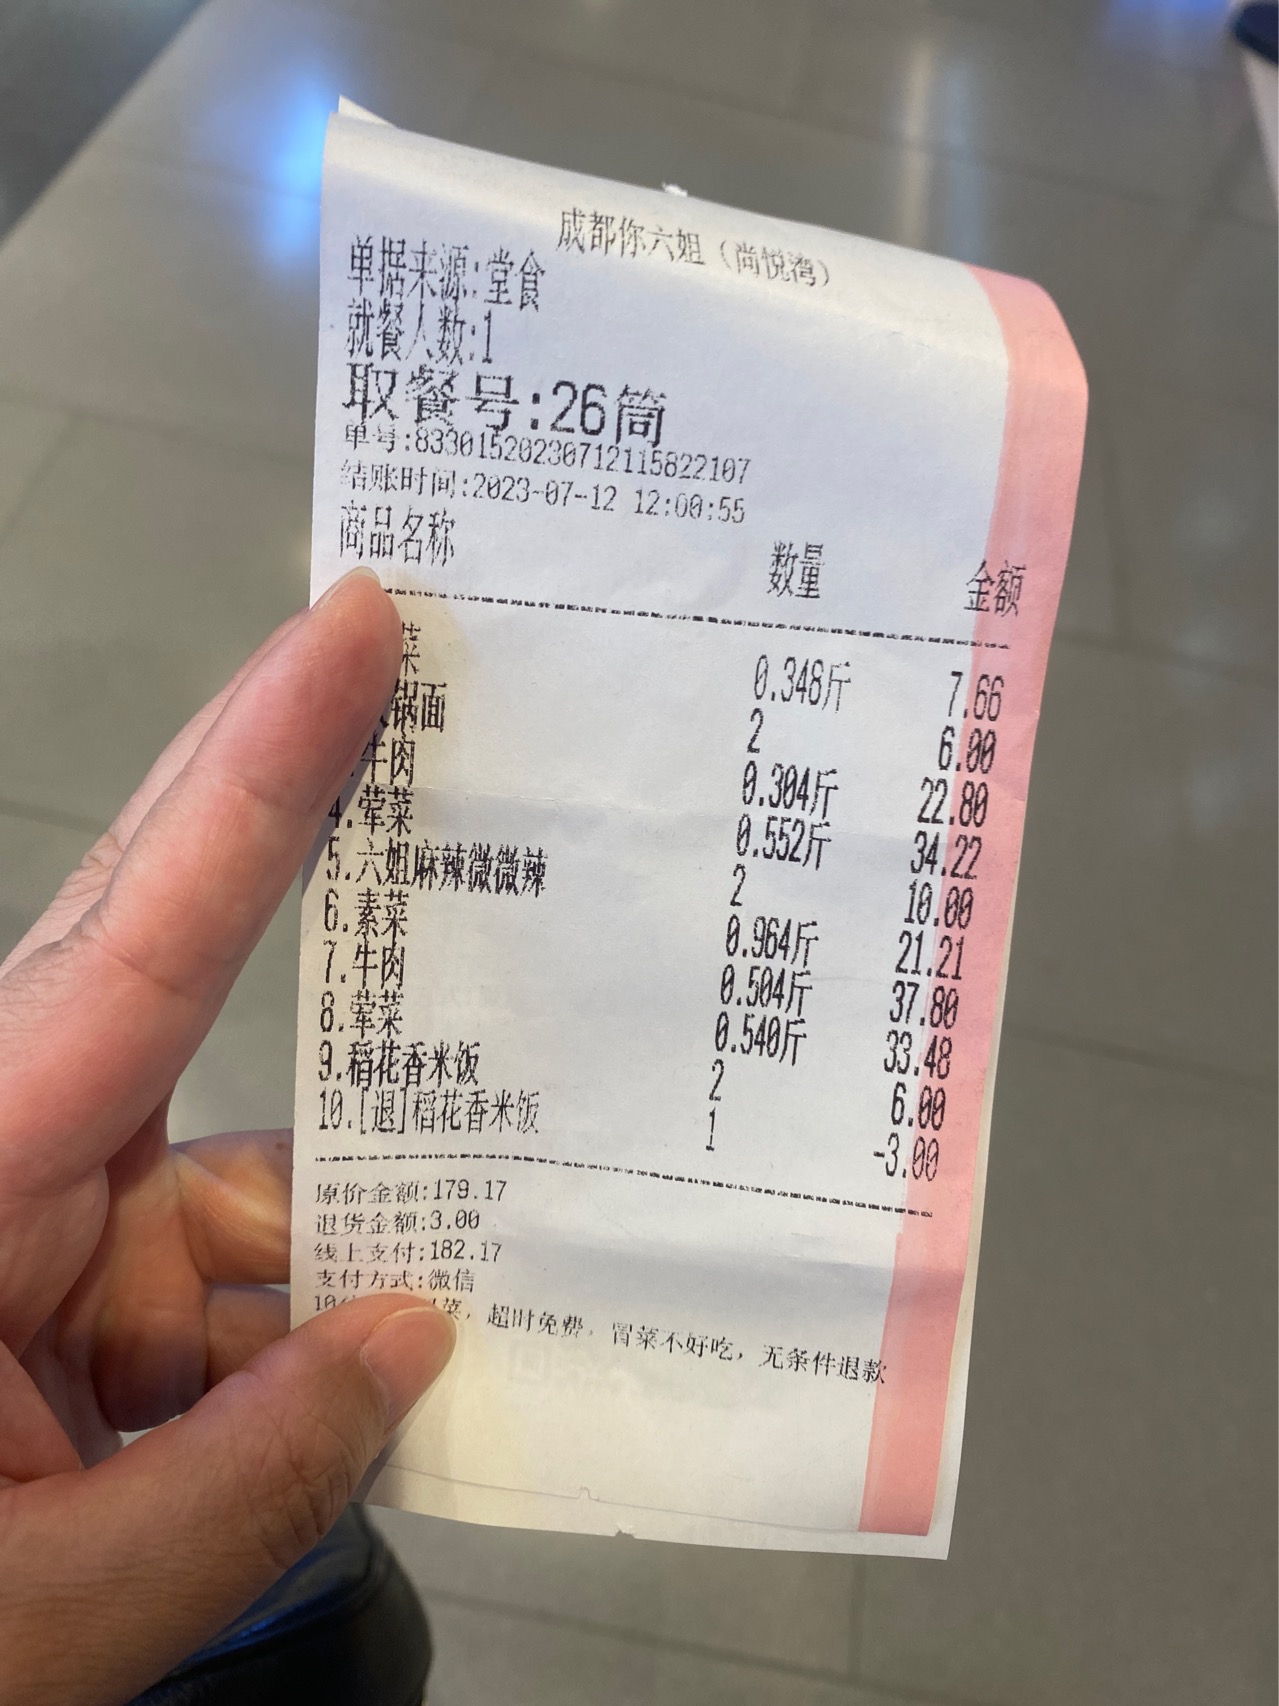 成都你六姐（尚悦湾）
单据来源:堂食
就餐人数:1
取餐号:26筒
单号:83301520230712115822107
结账时间:2023-07-12 12:00:55
商品名称 数量 金额
菜 0.348斤 7.66
锅面 2 6.00
牛肉 0.304斤 22.80
4.荤菜 0.552斤 34.22
5.六姐麻辣微微辣 2 10.00
6.素菜 0.964斤 21.21
7.牛肉 0.504斤 37.80
8.荤菜 0.540斤 33.48
9.稻花香米饭 2 6.00
10.[退]稻花香米饭 1 -3.00
原价金额:179.17
退货金额:3.00
线上支付:182.17
支付方式:微信
10 菜，超时免费，冒菜不好吃，无条件退款